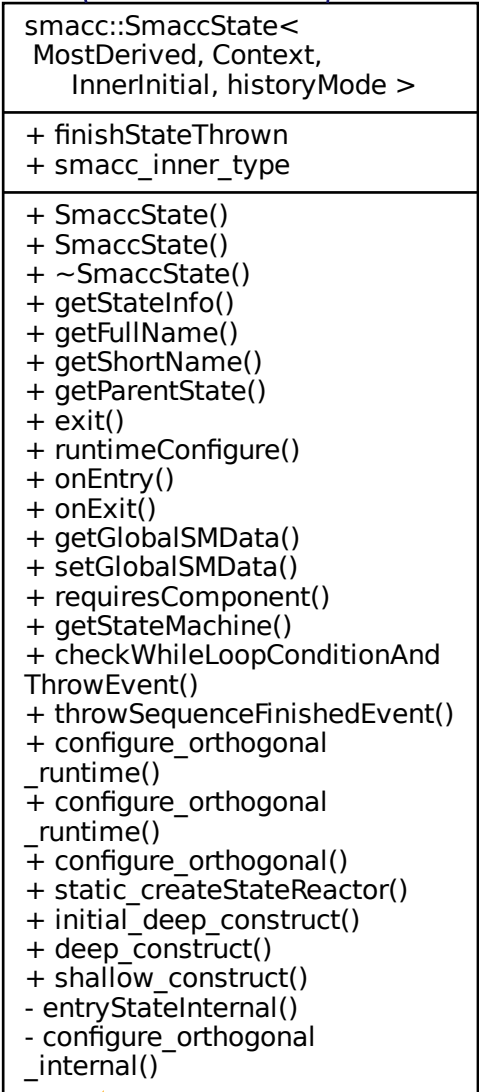 smacc::SmaccState<
MostDerived, Context,
InnerInitial, historyMode >
+ finishStateThrown
+ smacc_inner_type
+ SmaccState()
+ SmaccState()
+ ~SmaccState()
+ getStateInfo()
+ getFullName()
+ getShortName()
+ getParentState()
+ exit()
+ runtimeConfigure()
+ onEntry()
+ onExit()
+ getGlobalSMData()
+ setGlobalSMData()
+ requiresComponent()
+ getStateMachine()
+ checkWhileLoopConditionAnd
ThrowEvent()
+ throwSequenceFinishedEvent()
+ configure_orthogonal
_runtime()
+ configure_orthogonal
_runtime()
+ configure_orthogonal()
+ static_createStateReactor()
+ initial_deep_construct()
+ deep_construct()
+ shallow_construct()
- entryStateInternal()
- configure_orthogonal
_internal()